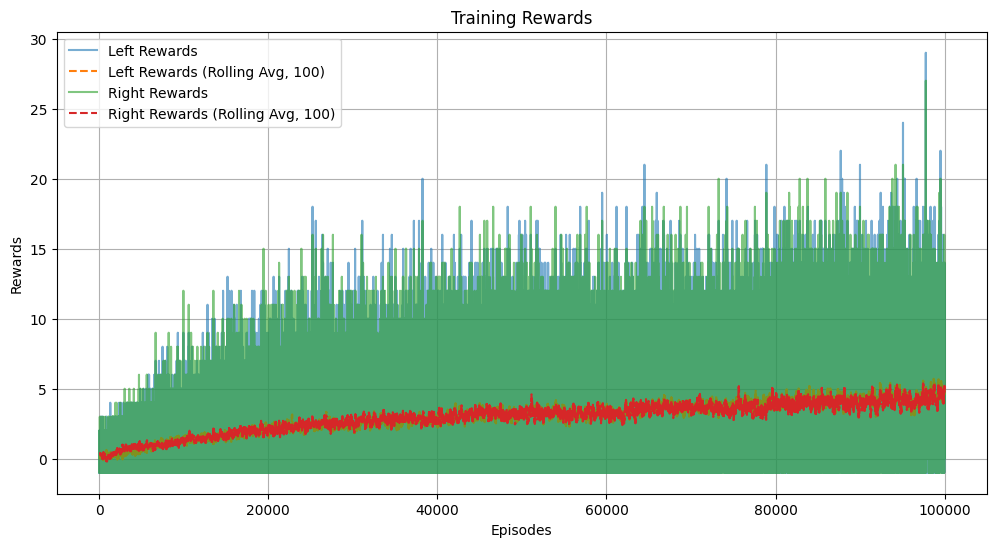 Training Rewards
Left Rewards
Left Rewards (Rolling Avg, 100)
Right Rewards
Right Rewards (Rolling Avg, 100)
Rewards
30
25
20
15
10
5
0
0 20000 40000 60000 80000 100000
Episodes